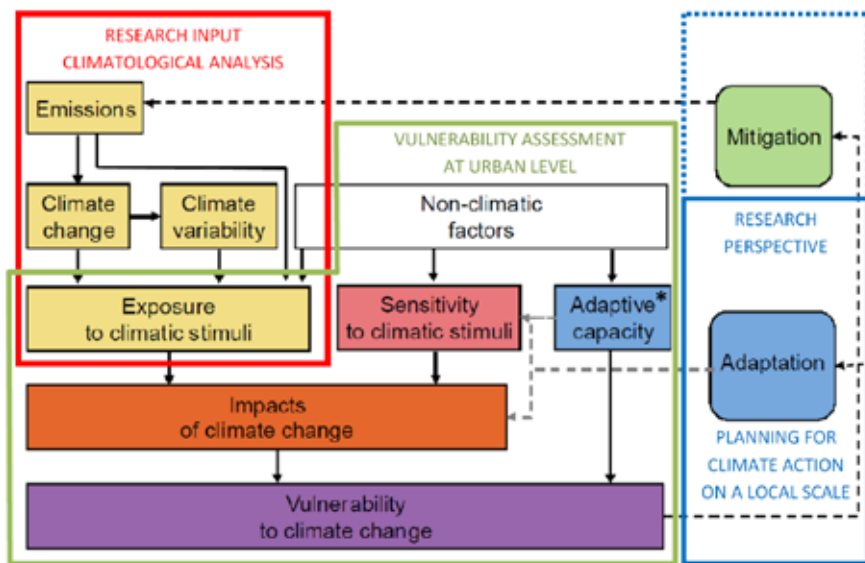 RESEARCH INPUT
CLIMATOLOGICAL ANALYSIS
Emissions
VULNERABILITY ASSESSMENT
AT URBAN LEVEL
Mitigation
Climate
change
Climate
variability
Non-climatic
factors
RESEARCH
PERSPECTIVE
Exposure
to climatic stimuli
Sensitivity
to climatic stimuli
Adaptive*
capacity
Adaptation
Impacts
of climate change
PLANNING FOR
CLIMATE ACTION
ON A LOCAL SCALE
Vulnerability
to climate change